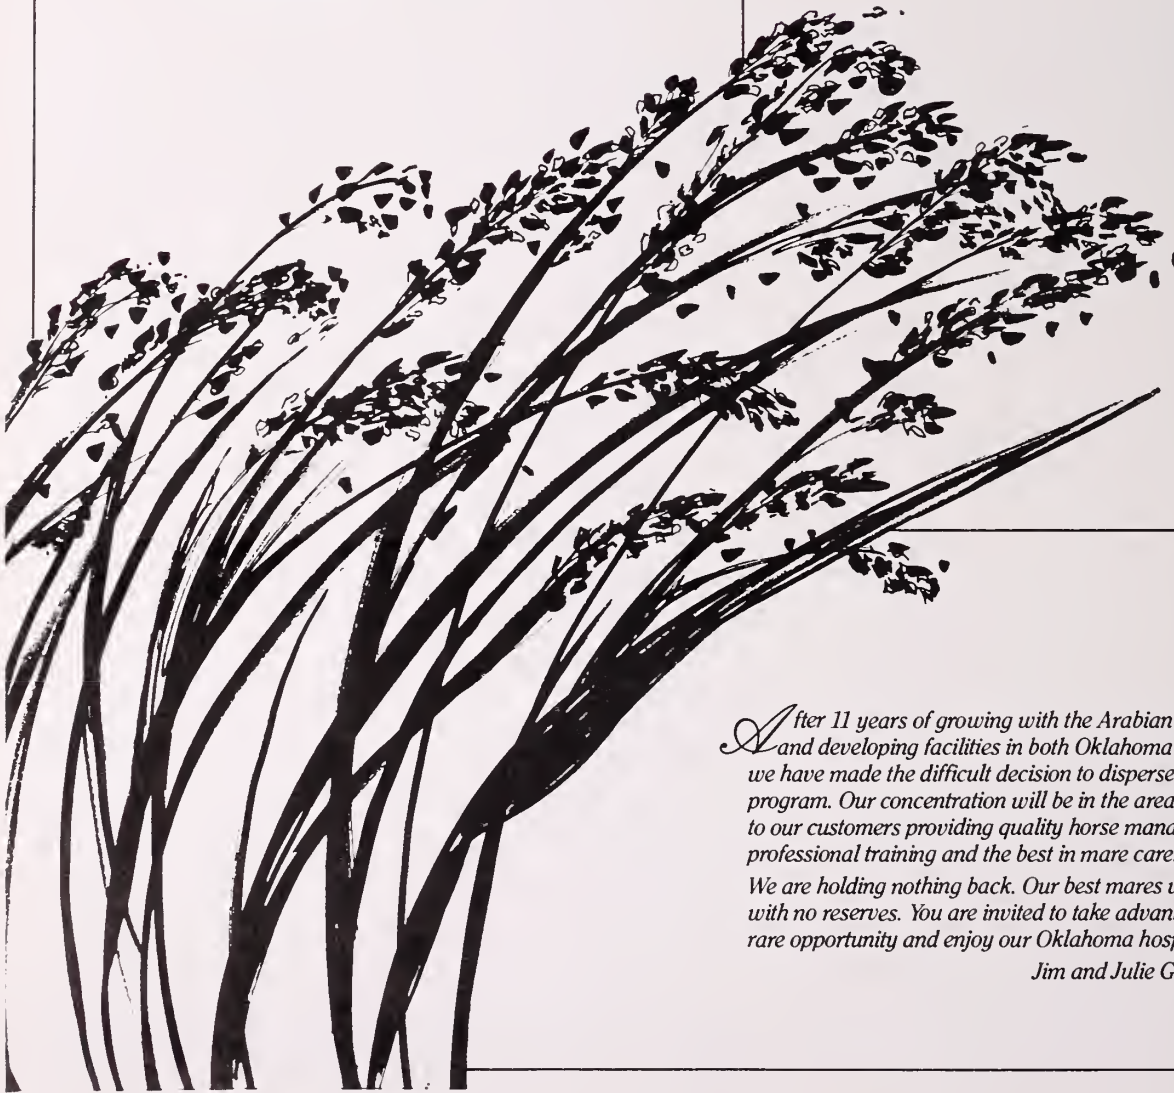 After 11 years of growing with the Arabian
and developing facilities in both Oklahoma
we have made the difficult decision to disperse
program. Our concentration will be in the area
to our customers providing quality horse mana
professional training and the best in mare care.
We are holding nothing back. Our best mares
with no reserves. You are invited to take advan
rare opportunity and enjoy our Oklahoma hosp
Jim and Julie G